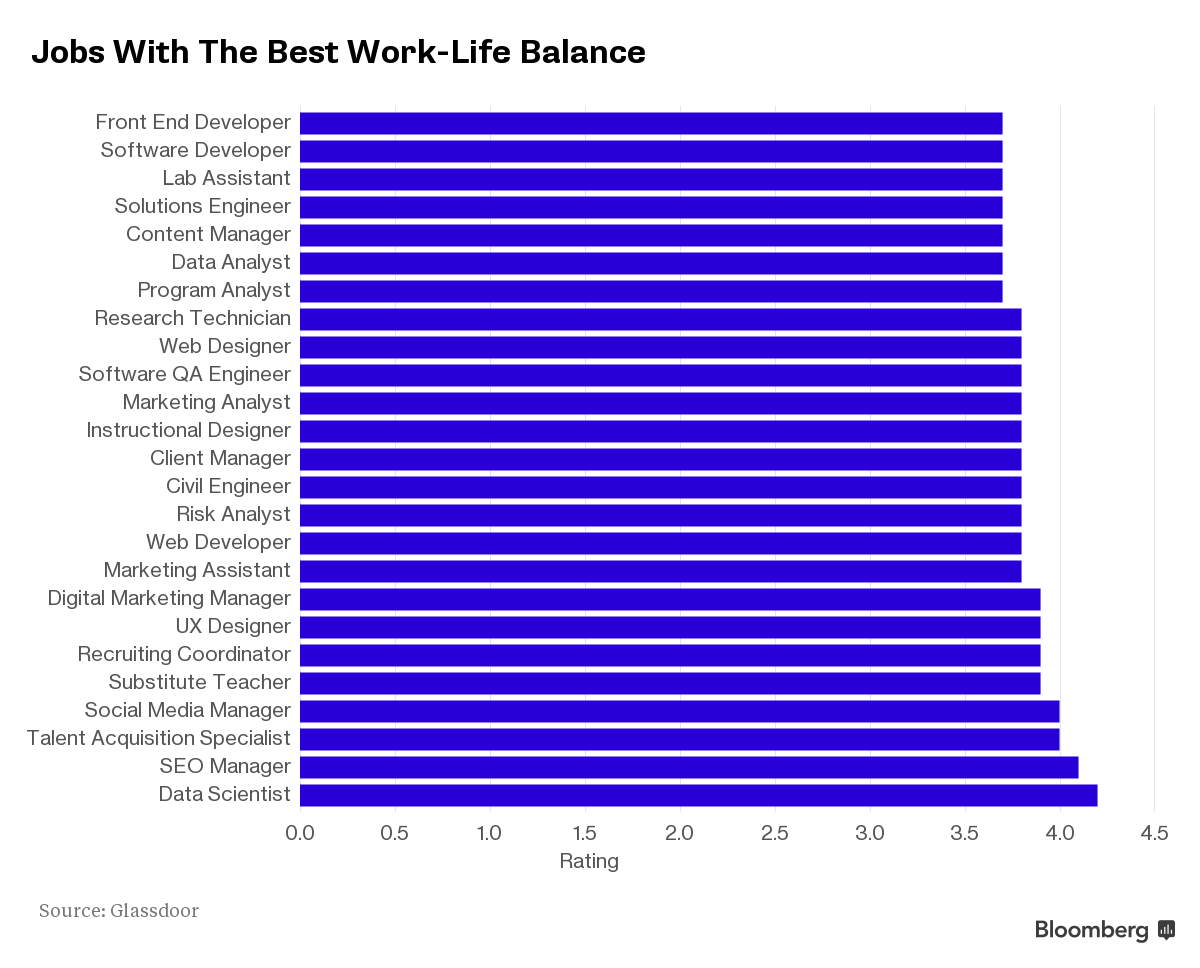 Jobs With The Best Work-Life Balance
Front End Developer
Software Developer
Lab Assistant
Solutions Engineer
Content Manager
Data Analyst
Program Analyst
Research Technician
Web Designer
Software QA Engineer
Marketing Analyst
Instructional Designer
Client Manager
Civil Engineer
Risk Analyst
Web Developer
Marketing Assistant
Digital Marketing Manager
UX Designer
Recruiting Coordinator
Substitute Teacher
Social Media Manager
Talent Acquisition Specialist
SEO Manager
Data Scientist
0.0 0.5 1.0 1.5 2.0 2.5 3.0 3.5 4.0 4.5
Rating
Source: Glassdoor
Bloomberg